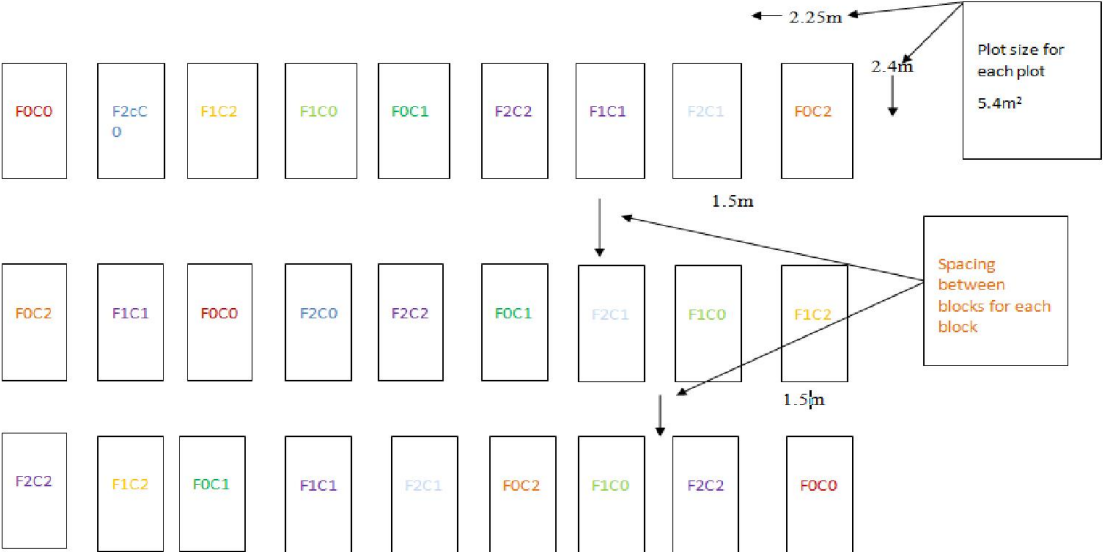 2.25m
Plot size for
each plot
5.4m²
2.4m
F0C0
F2cC
0
F1C2
F1C0
F0C1
F2C2
F1C1
F2C1
F0C2
1.5m
Spacing
between
blocks for each
block
F0C2
F1C1
F0C0
F2C0
F2C2
F0C1
F2C1
F1C0
F1C2
1.5m
F2C2
F1C2
F0C1
F1C1
F2C1
F0C2
F1C0
F2C2
F0C0